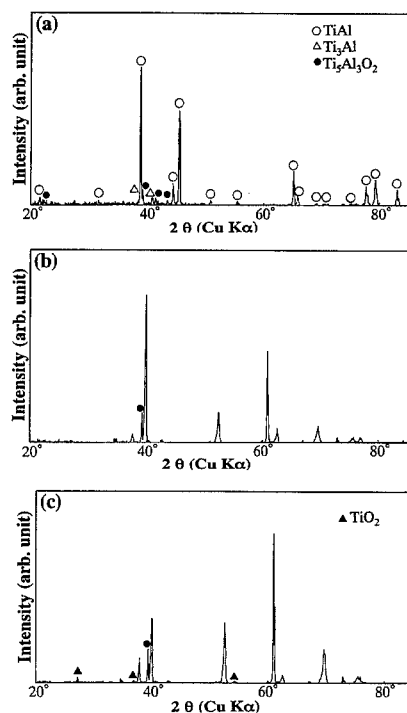 (a)
○ TiAl
△ Ti₃Al
● Ti₅Al₃O₂
Intensity (arb. unit)
20° 40° 60° 80°
2 θ (Cu Kα)
(b)
Intensity (arb. unit)
20° 40° 60° 80°
2 θ (Cu Kα)
(c)
▲ TiO₂
Intensity (arb. unit)
20° 40° 60° 80°
2 θ (Cu Kα)